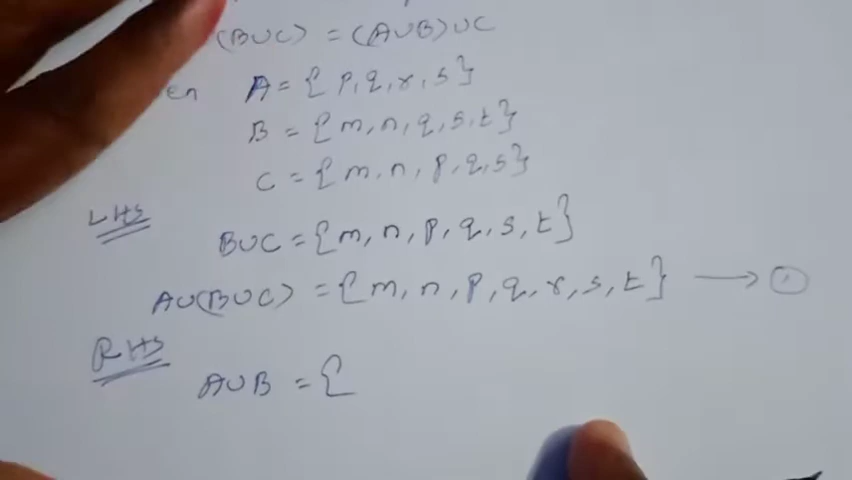 (BUC) = (AUB)UC
en A = { p, q, r, s}
B = {m, n, q, s, t}
C = {m, n, p, q, s}
LHS
BUC = {m, n, p, q, s, t}
AU(BUC) = {m, n, p, q, r, s, t} → ①
RHS
AUB = {